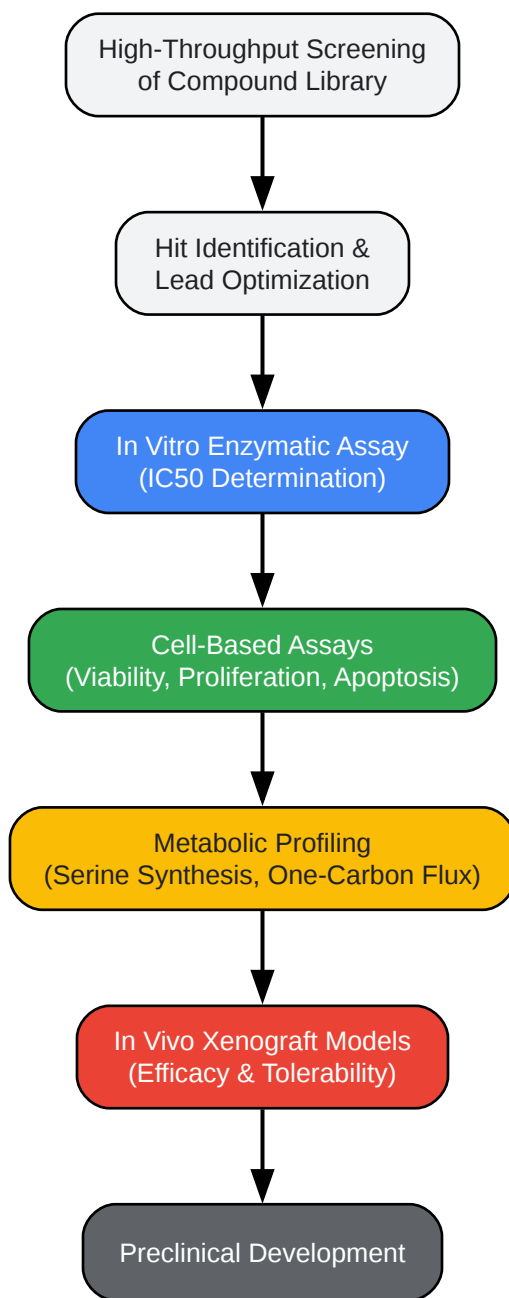 High-Throughput Screening
of Compound Library
Hit Identification &
Lead Optimization
In Vitro Enzymatic Assay
(IC50 Determination)
Cell-Based Assays
(Viability, Proliferation, Apoptosis)
Metabolic Profiling
(Serine Synthesis, One-Carbon Flux)
In Vivo Xenograft Models
(Efficacy & Tolerability)
Preclinical Development